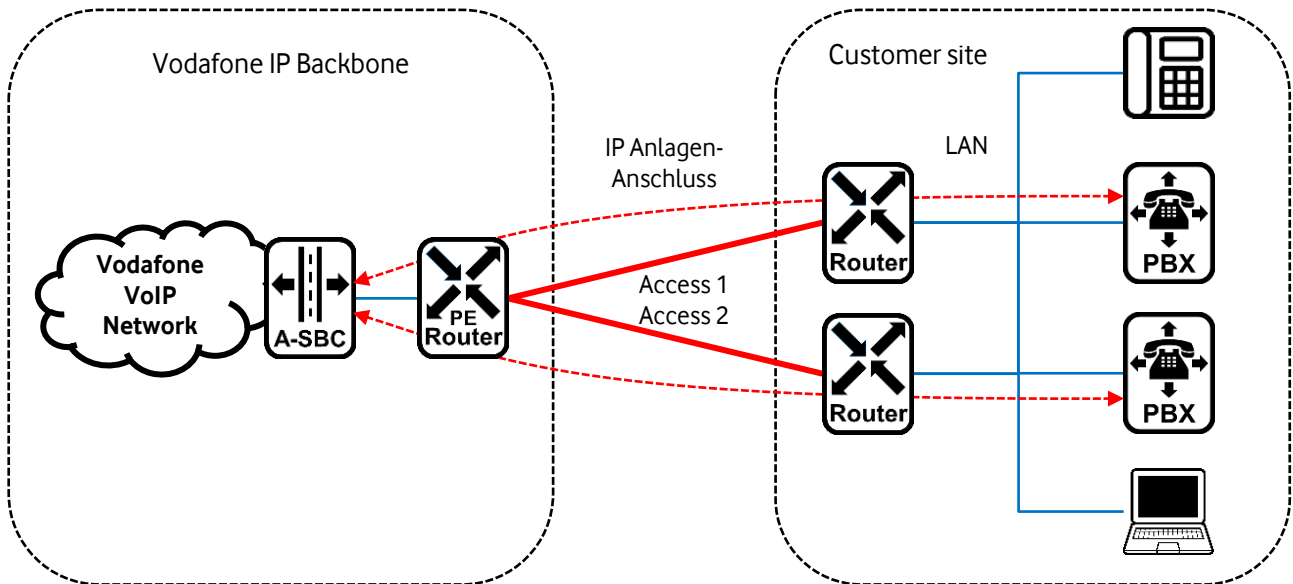 Vodafone IP Backbone
Customer site
IP Anlagen-
Anschluss
LAN
Vodafone
VoIP
Network
A-SBC
PE
Router
Access 1
Access 2
Router
PBX
Router
PBX